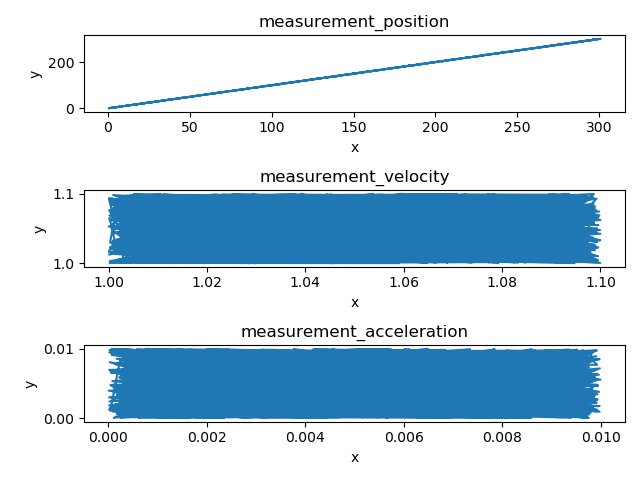 measurement_position
200
0
y
0 50 100 150 200 250 300
x
measurement_velocity
1.1
1.0
y
1.00 1.02 1.04 1.06 1.08 1.10
x
measurement_acceleration
0.01
0.00
y
0.000 0.002 0.004 0.006 0.008 0.010
x